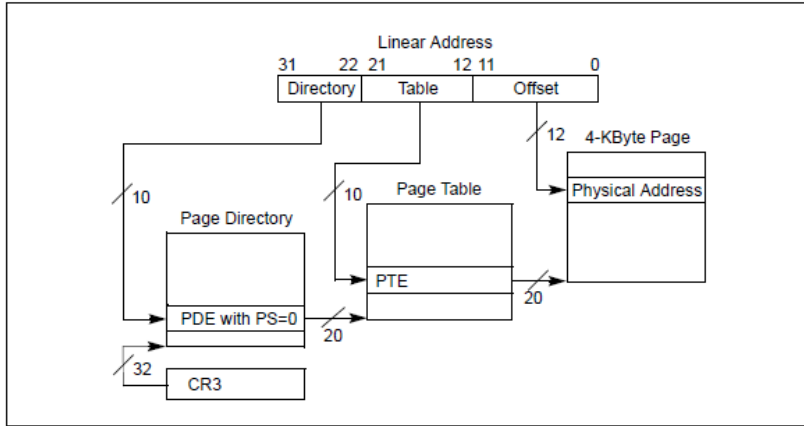 Linear Address
31 22 21 12 11 0
Directory Table Offset
12 4-KByte Page
Physical Address
10 10 Page Table
Page Directory
PTE
20
PDE with PS=0
20
32
CR3